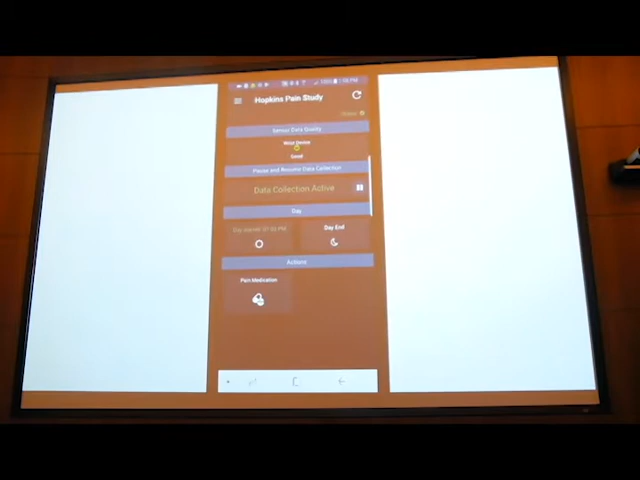 Hopkins Pain Study
Sensor Data Quality
Wrist Device
Good
Pause and Resume Data Collection
Data Collection Active
Day
Day End
Actions
Pain Medication